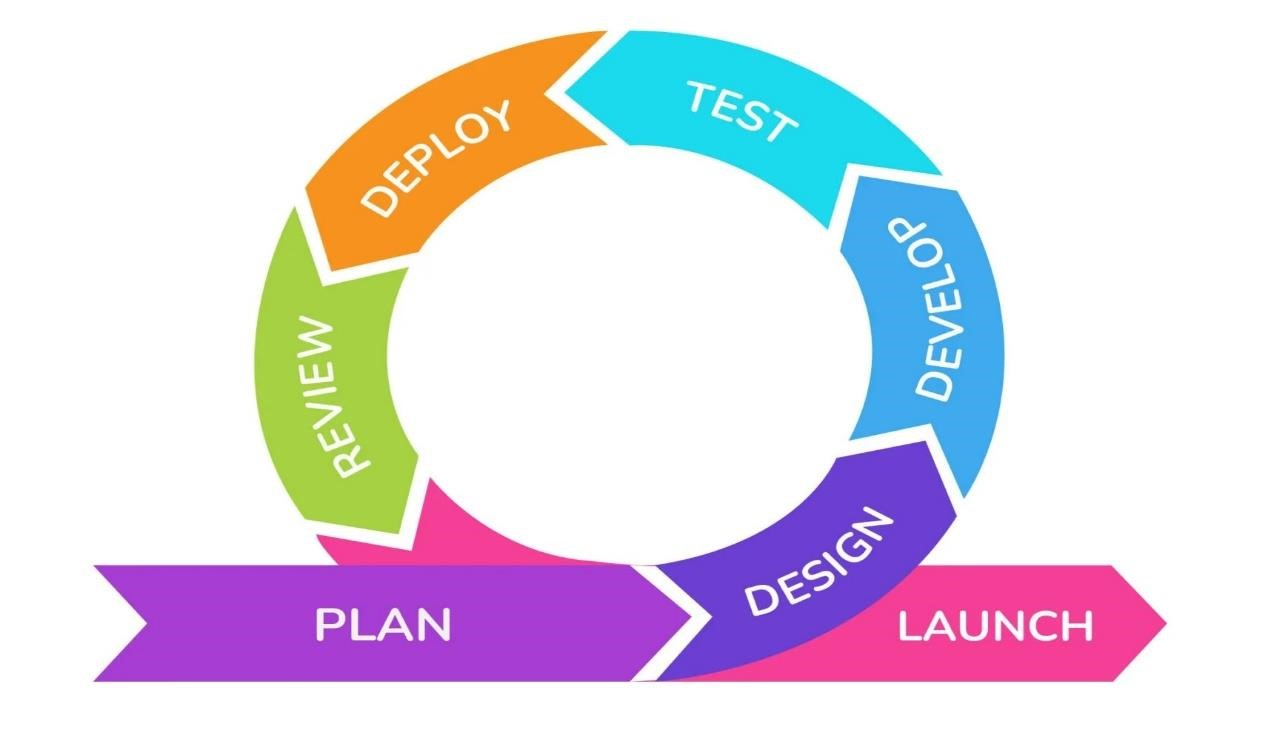 PLAN
DESIGN
DEVELOP
TEST
DEPLOY
REVIEW
LAUNCH